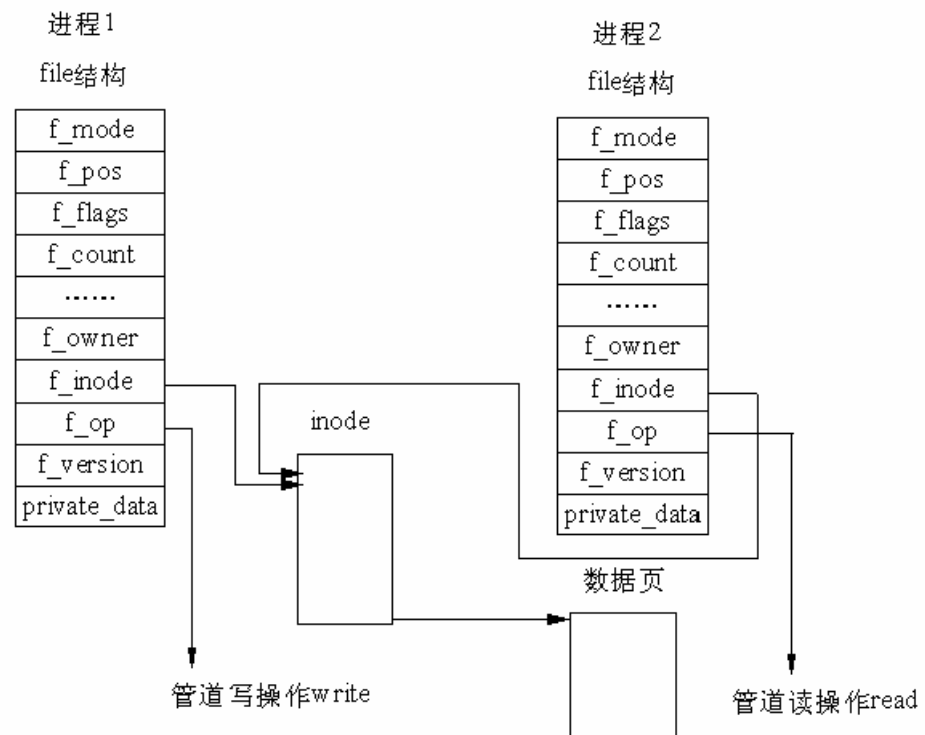 进程1
file结构
f_mode
f_pos
f_flags
f_count
……
f_owner
f_inode
f_op
f_version
private_data
进程2
file结构
f_mode
f_pos
f_flags
f_count
……
f_owner
f_inode
f_op
f_version
private_data
inode
数据页
管道写操作write
管道读操作read